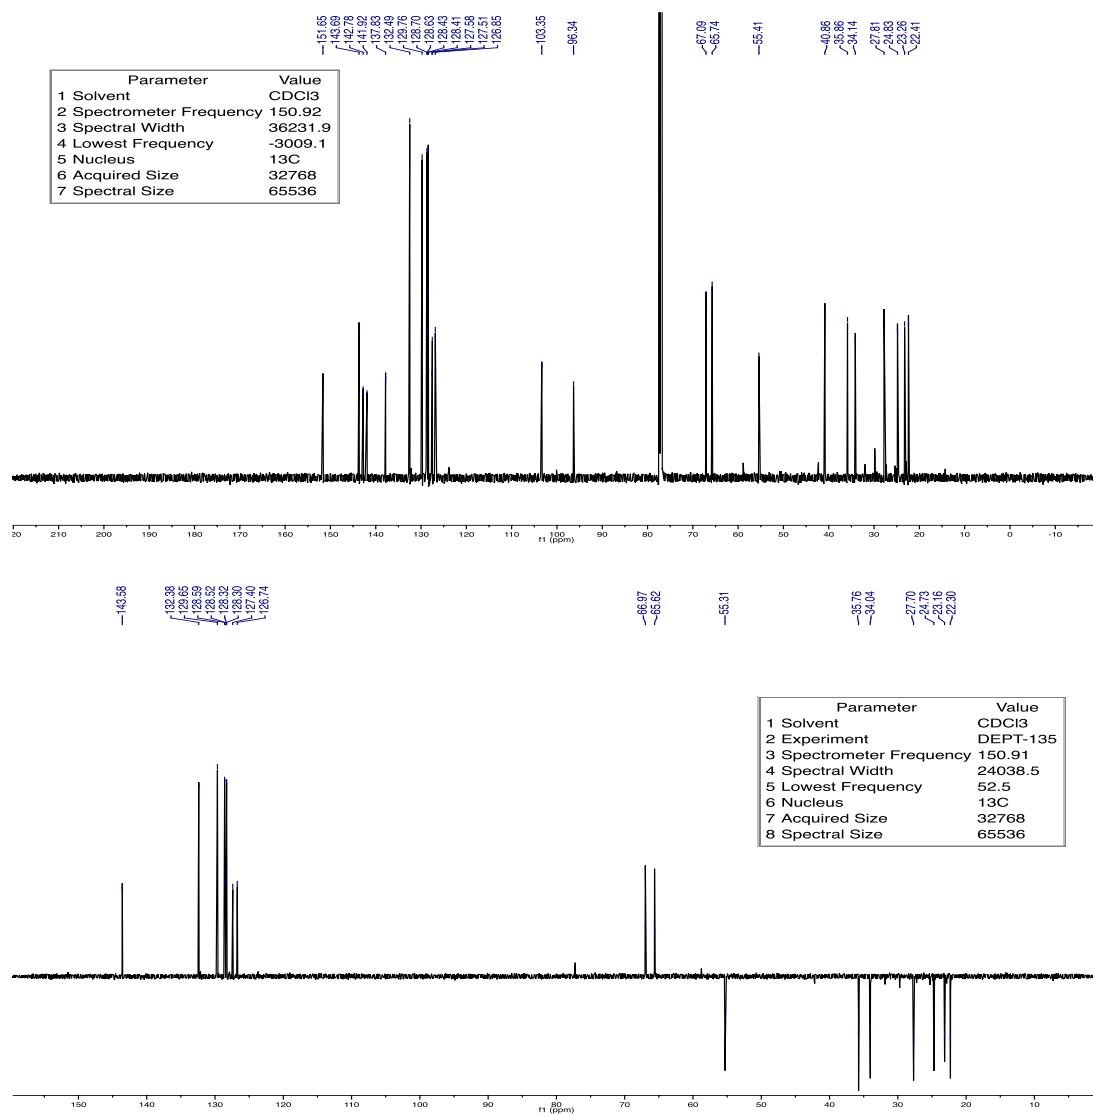 151.65
143.69
142.78
141.92
137.83
132.49
129.76
128.70
128.63
128.43
128.41
127.58
127.51
126.85
103.35
96.34
67.09
65.74
55.41
40.86
35.86
34.14
27.81
24.83
23.26
22.41
Parameter Value
1 Solvent CDCl3
2 Spectrometer Frequency 150.92
3 Spectral Width 36231.9
4 Lowest Frequency -3009.1
5 Nucleus 13C
6 Acquired Size 32768
7 Spectral Size 65536
20 210 190 170 150 140 130 120 110 100 90 80 70 60 50 40 30 20 10 0 -10
f1 (ppm)
143.58
132.38
129.65
128.59
128.52
128.32
128.30
127.40
126.74
66.97
65.62
55.31
35.76
34.04
27.70
24.73
23.16
22.30
Parameter Value
1 Solvent CDCl3
2 Experiment DEPT-135
3 Spectrometer Frequency 150.91
4 Spectral Width 24038.5
5 Lowest Frequency 52.5
6 Nucleus 13C
7 Acquired Size 32768
8 Spectral Size 65536
150 130 120 110 100 90 80 70 60 50 40 30 20 10
f1 (ppm)